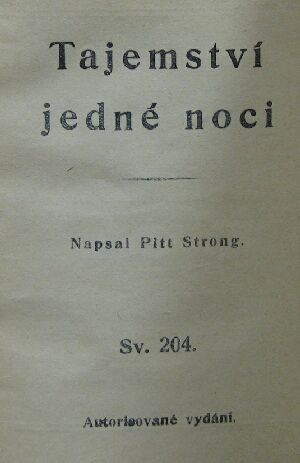 Tajemství
jedné noci
Napsal Pitt Strong.
Sv. 204.
Autorisované vydání.